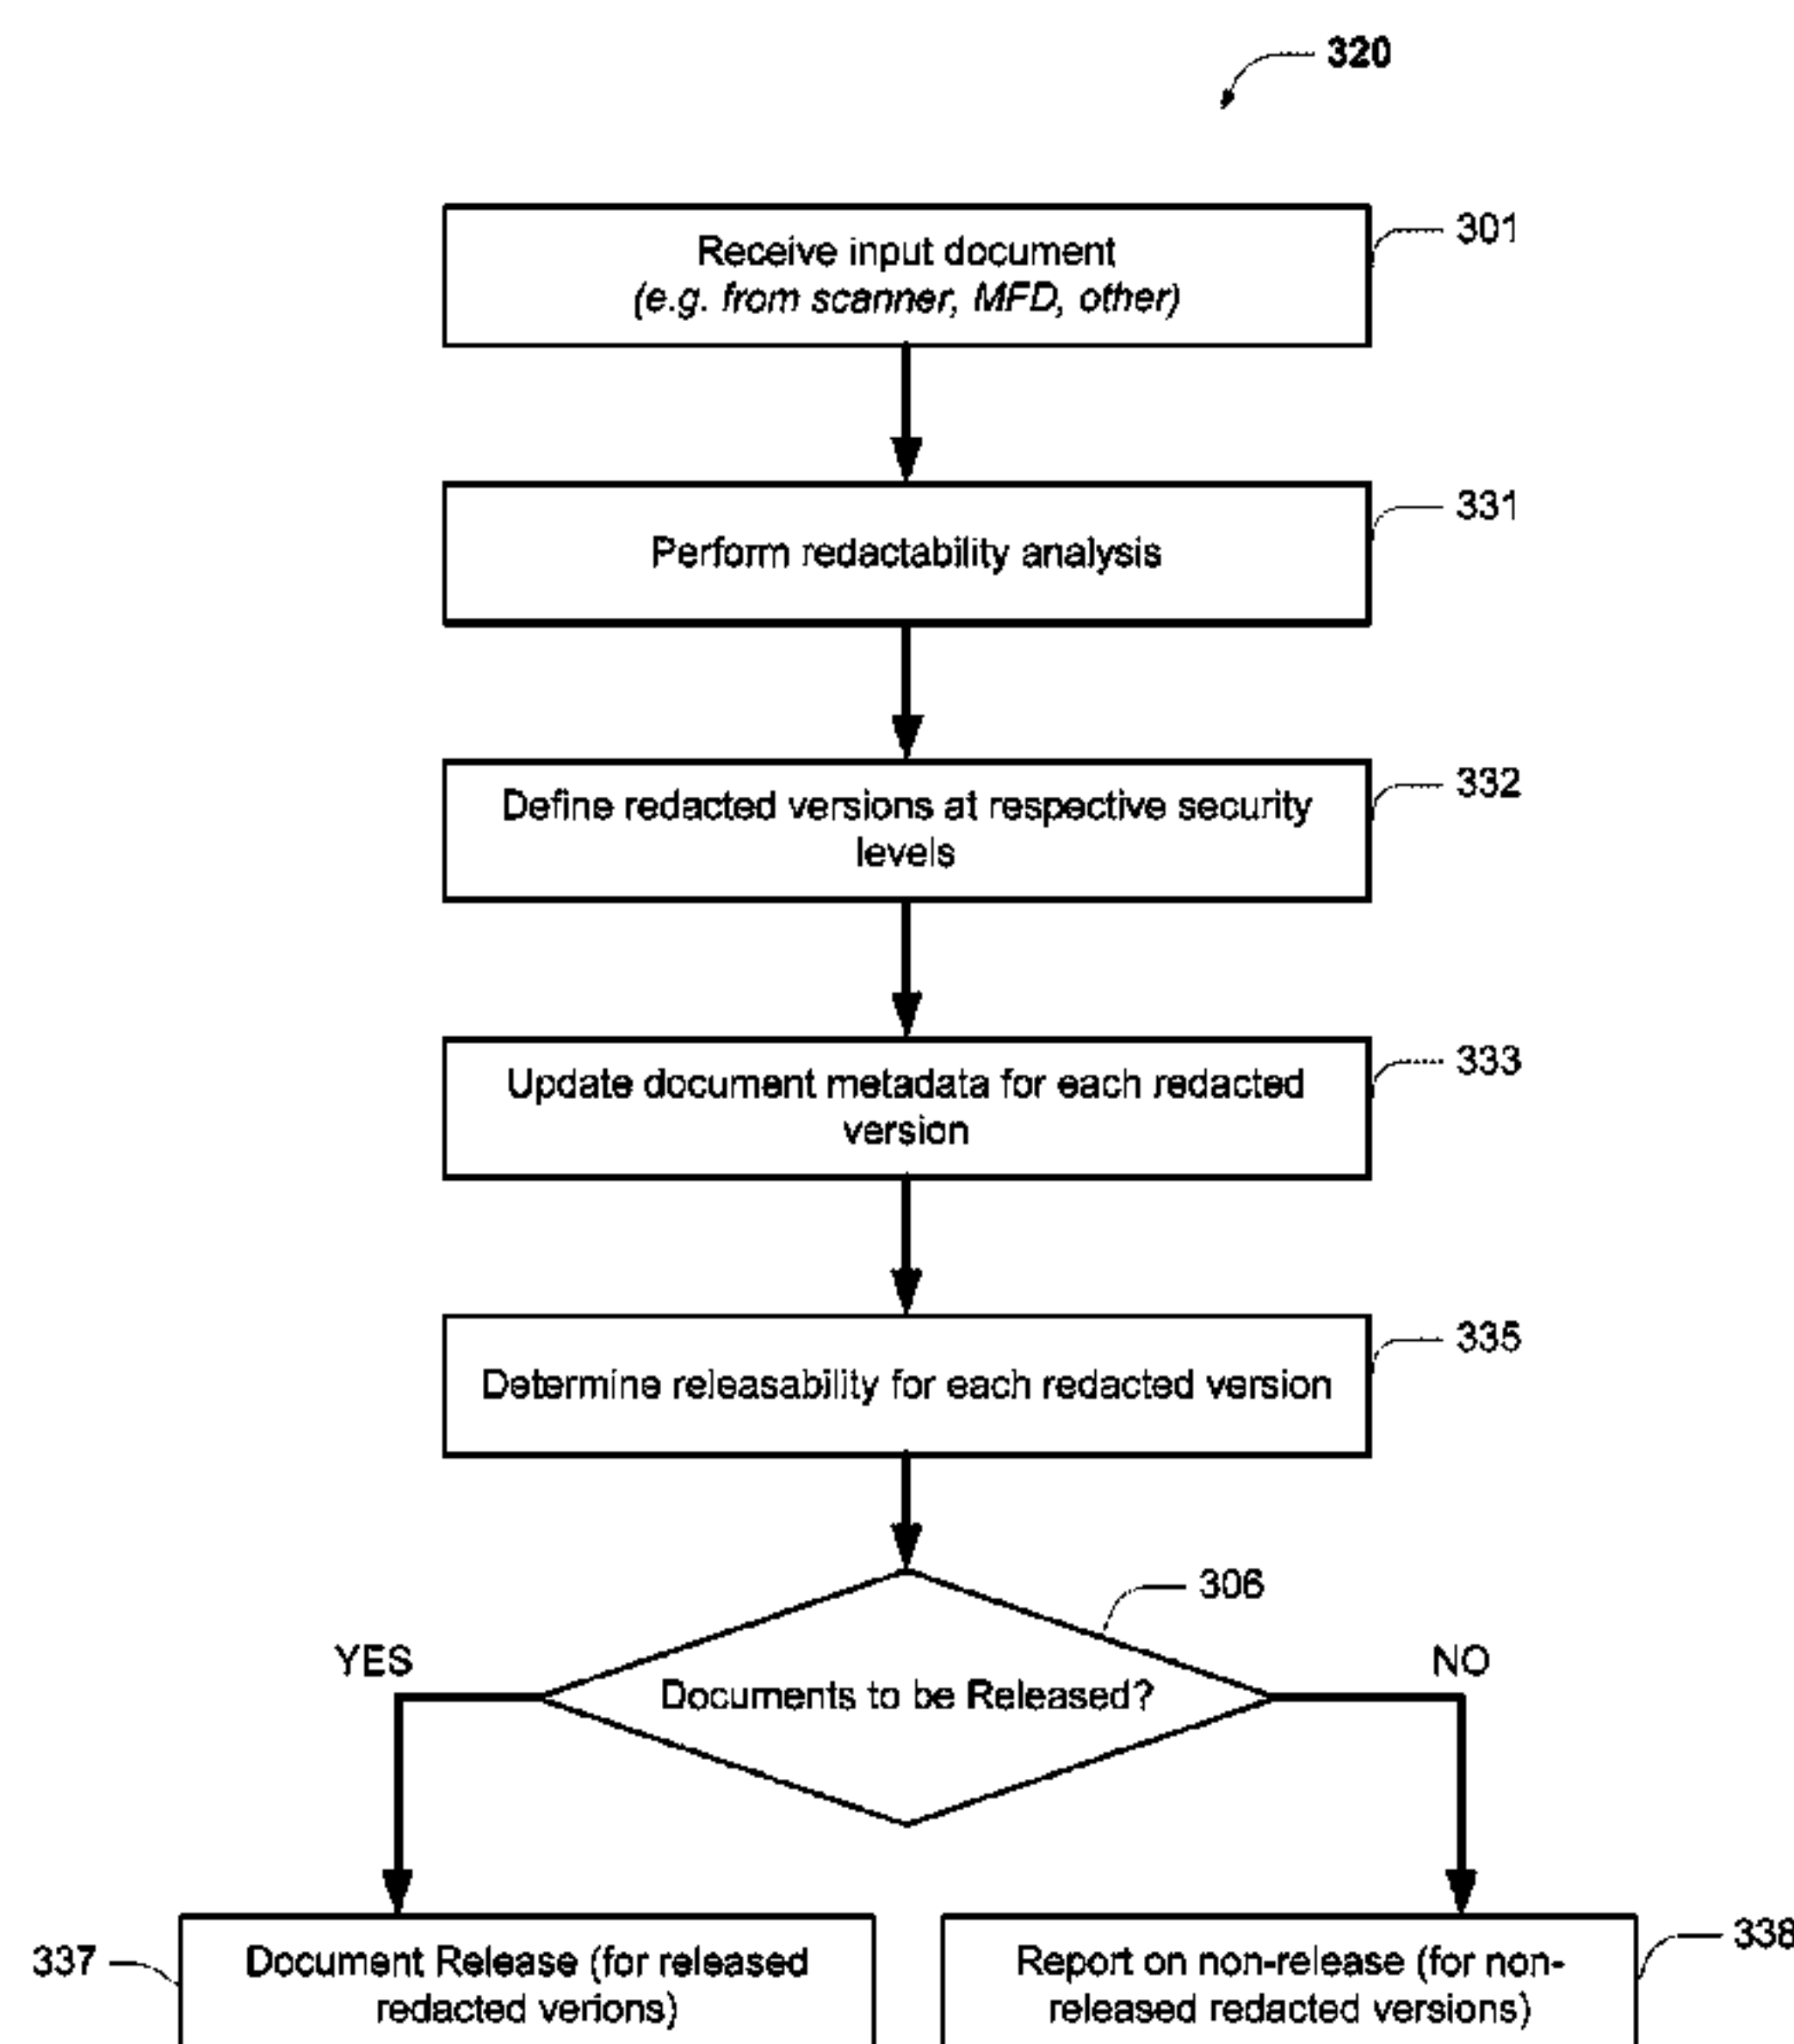 320
Receive input document
(e.g. from scanner, MFD, other)
301
Perform redactability analysis
331
Define redacted versions at respective security
levels
332
Update document metadata for each redacted
version
333
Determine releasability for each redacted version
335
306
YES
NO
Documents to be Released?
337
Document Release (for released
redacted verions)
Report on non-release (for non-
released redacted versions)
338